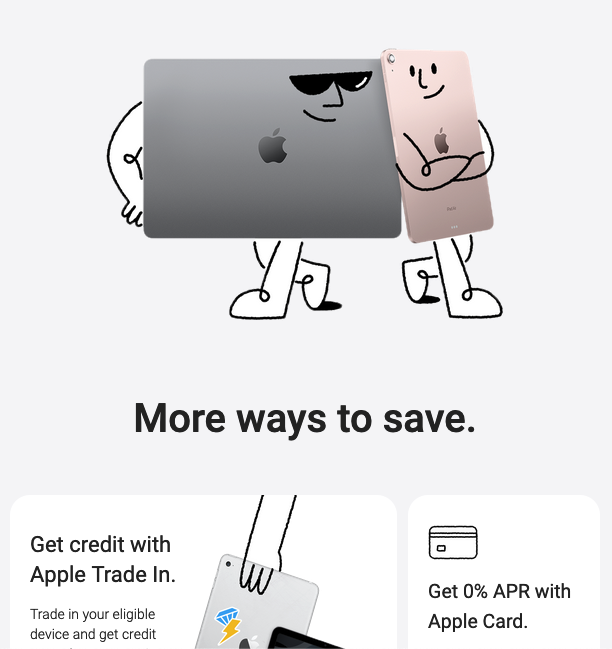 More ways to save.
Get credit with
Apple Trade In.
Trade in your eligible
device and get credit
Get 0% APR with
Apple Card.